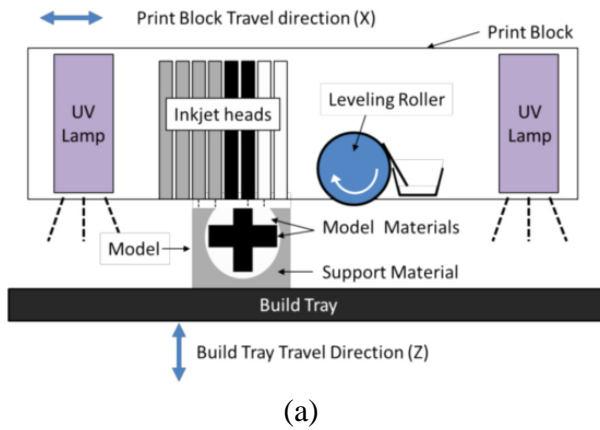 Print Block Travel direction (X)
Print Block
UV
Lamp
Inkjet heads
Leveling Roller
UV
Lamp
Model
Model Materials
Support Material
Build Tray
Build Tray Travel Direction (Z)
(a)